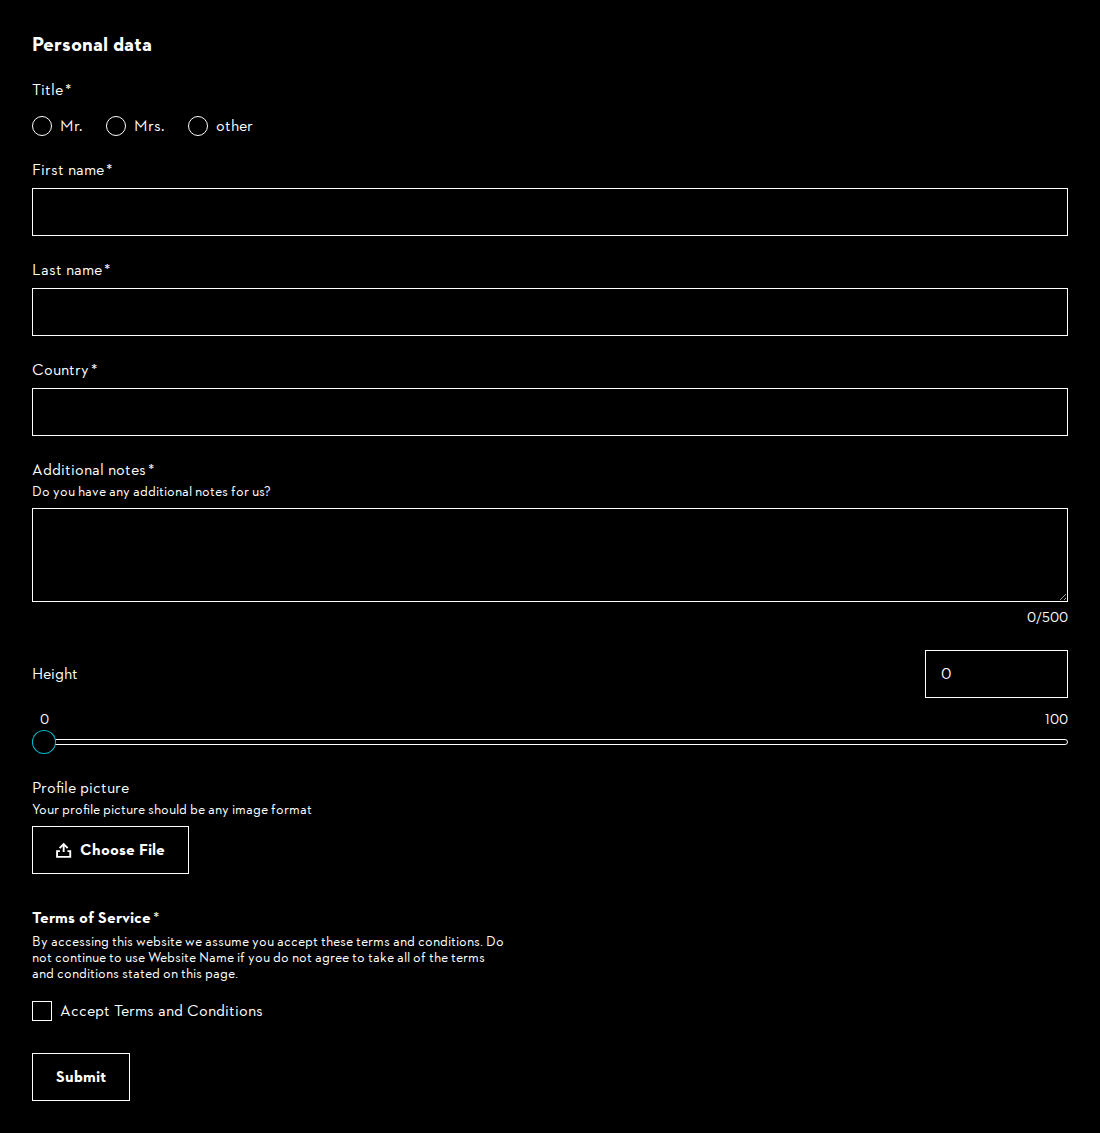 Personal data
Title*
Mr. Mrs. other
First name*
Last name*
Country*
Additional notes*
Do you have any additional notes for us?
0/500
Height 0
0 100
Profile picture
Your profile picture should be any image format
Choose File
Terms of Service*
By accessing this website we assume you accept these terms and conditions. Do
not continue to use Website Name if you do not agree to take all of the terms
and conditions stated on this page.
Accept Terms and Conditions
Submit